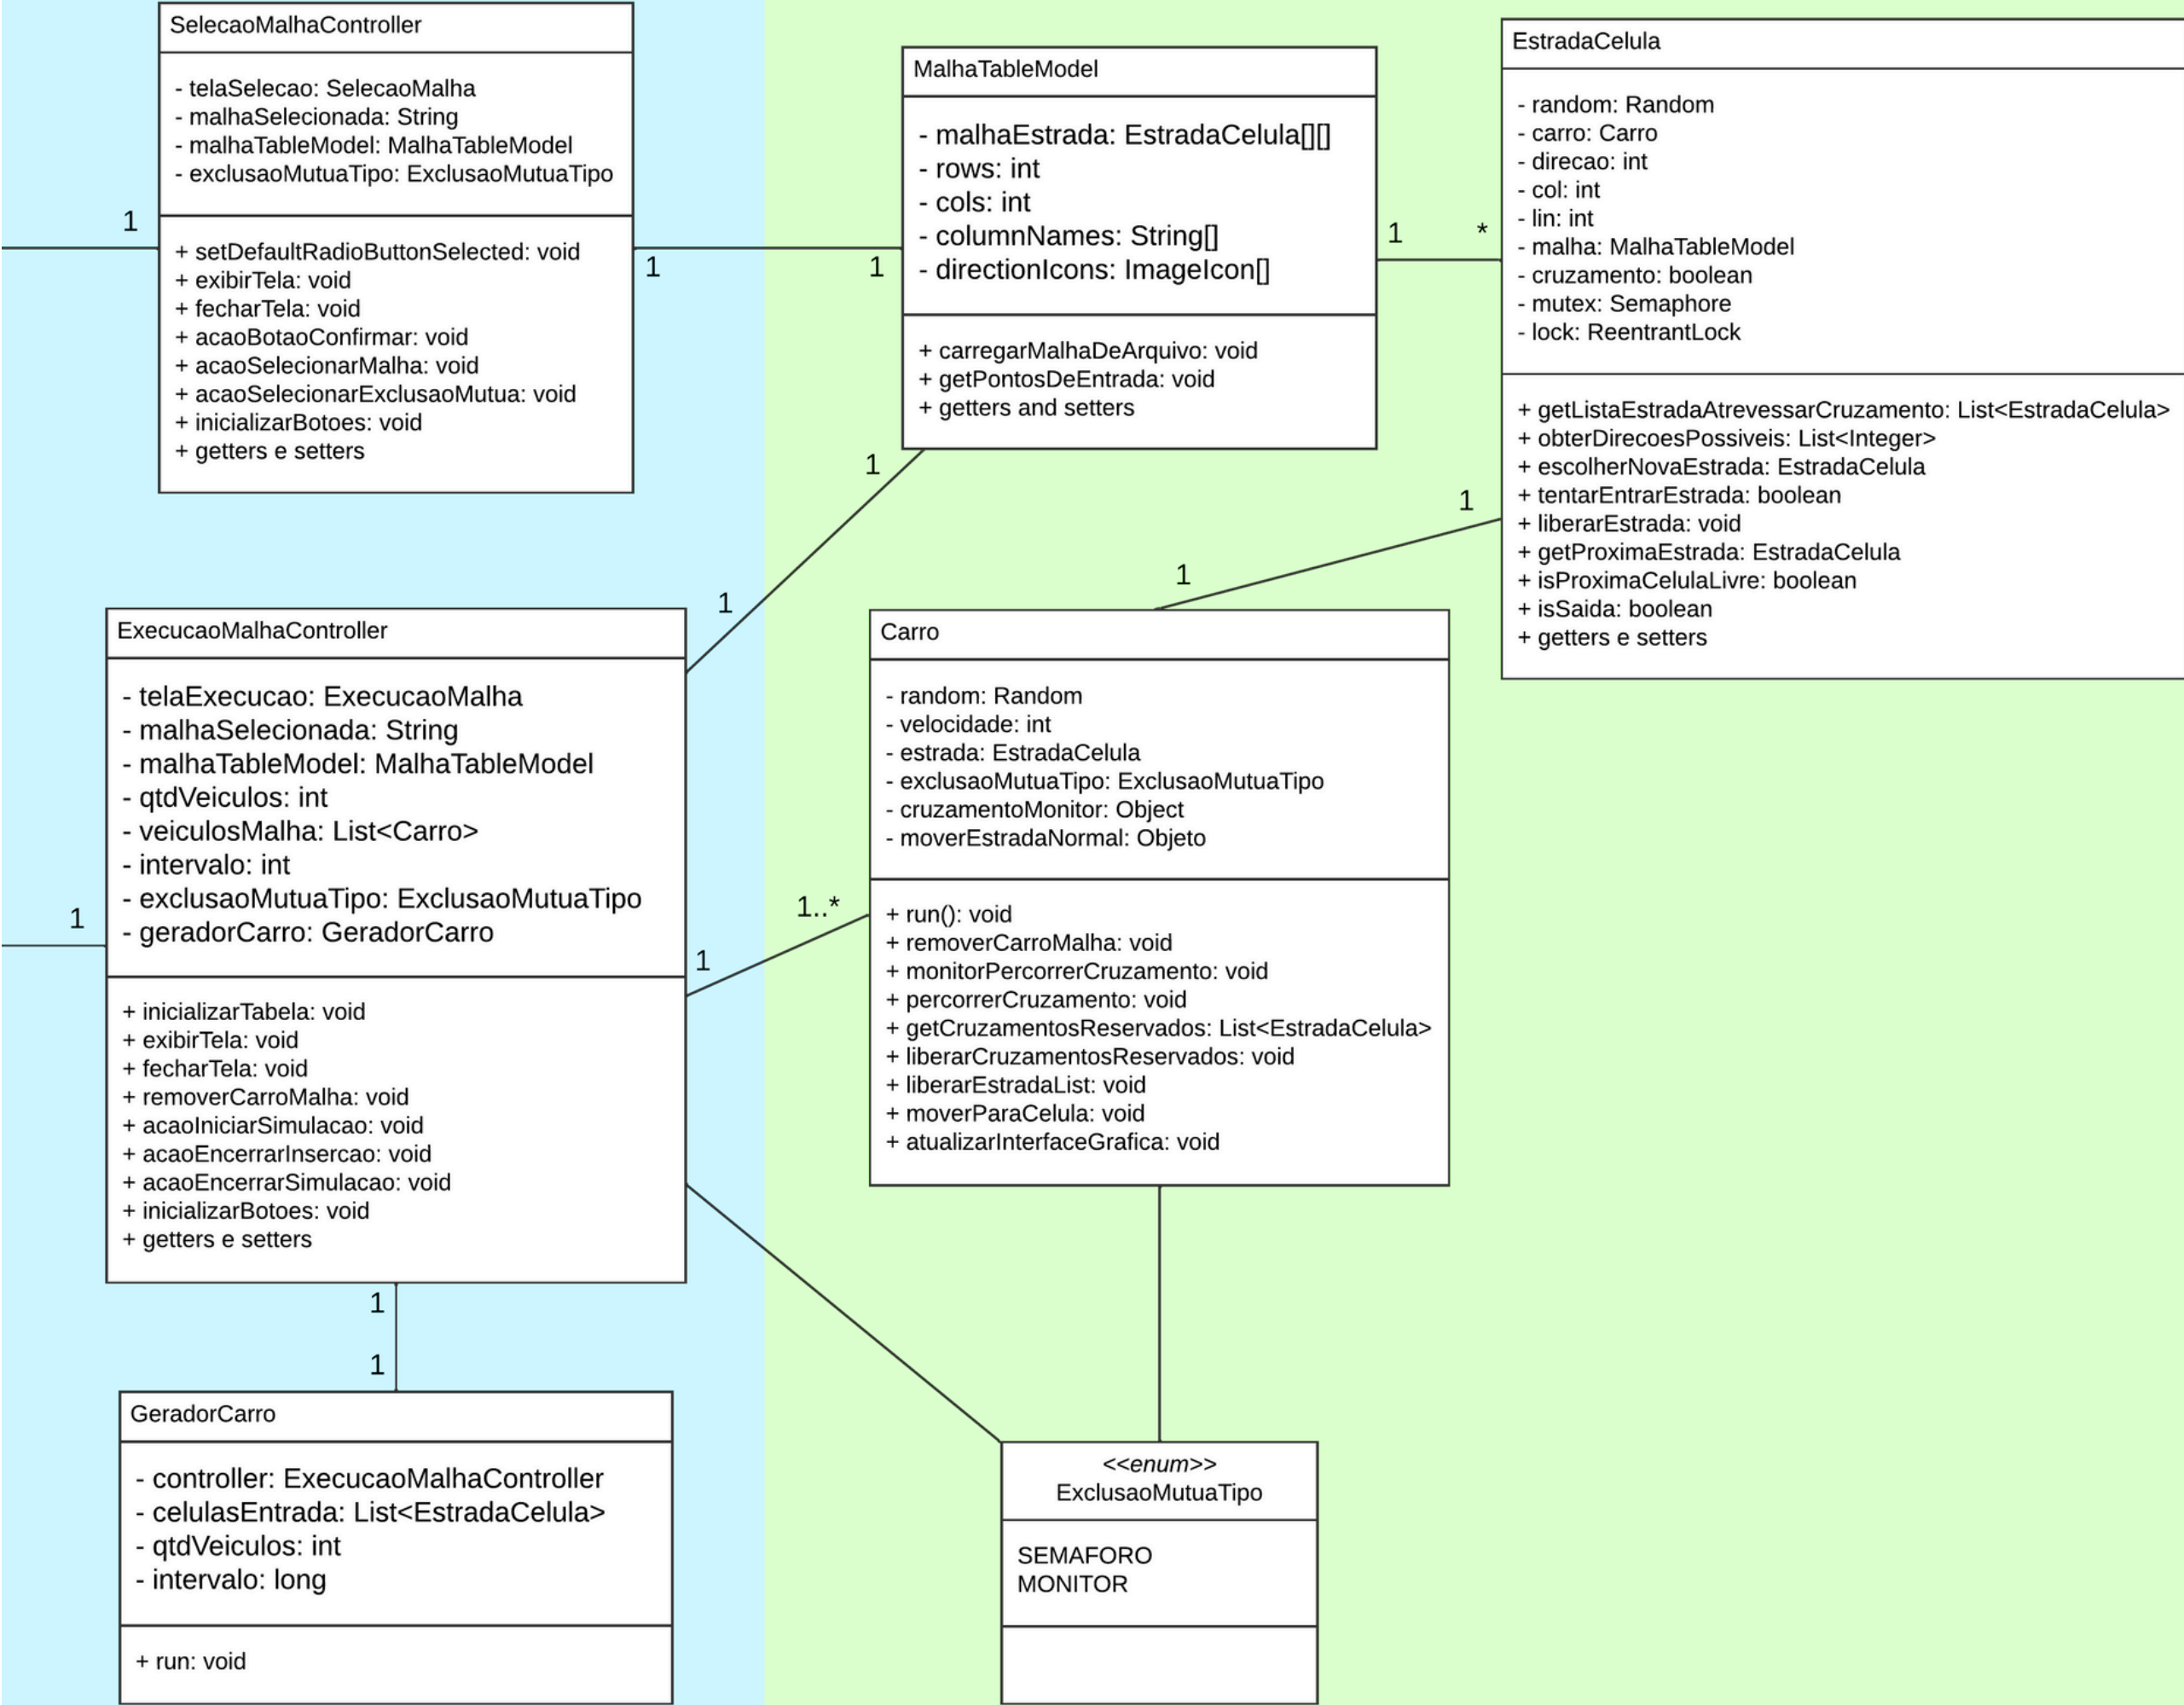 SelecaoMalhaController
- telaSelecao: SelecaoMalha
- malhaSelecionada: String
- malhaTableModel: MalhaTableModel
- exclusaoMutuaTipo: ExclusaoMutuaTipo
+ setDefaultRadioButtonSelected: void
+ exibirTela: void
+ fecharTela: void
+ acaoBotaoConfirmar: void
+ acaoSelecionarMalha: void
+ acaoSelecionarExclusaoMutua: void
+ inicializarBotoes: void
+ getters e setters
1
1
1
MalhaTableModel
- malhaEstrada: EstradaCelula[][]
- rows: int
- cols: int
- columnNames: String[]
- directionIcons: ImageIcon[]
+ carregarMalhaDeArquivo: void
+ getPontosDeEntrada: void
+ getters and setters
1
*
EstradaCelula
- random: Random
- carro: Carro
- direcao: int
- col: int
- lin: int
- malha: MalhaTableModel
- cruzamento: boolean
- mutex: Semaphore
- lock: ReentrantLock
+ getListaEstradaAtrevessarCruzamento: List<EstradaCelula>
+ obterDirecoesPossiveis: List<Integer>
+ escolherNovaEstrada: EstradaCelula
+ tentarEntrarEstrada: boolean
+ liberarEstrada: void
+ getProximaEstrada: EstradaCelula
+ isProximaCelulaLivre: boolean
+ isSaida: boolean
+ getters e setters
1
1
1
1
ExecucaoMalhaController
- telaExecucao: ExecucaoMalha
- malhaSelecionada: String
- malhaTableModel: MalhaTableModel
- qtdVeiculos: int
- veiculosMalha: List<Carro>
- intervalo: int
- exclusaoMutuaTipo: ExclusaoMutuaTipo
- geradorCarro: GeradorCarro
+ inicializarTabela: void
+ exibirTela: void
+ fecharTela: void
+ removerCarroMalha: void
+ acaoIniciarSimulacao: void
+ acaoEncerrarInsercao: void
+ acaoEncerrarSimulacao: void
+ inicializarBotoes: void
+ getters e setters
1
1
1..*
Carro
- random: Random
- velocidade: int
- estrada: EstradaCelula
- exclusaoMutuaTipo: ExclusaoMutuaTipo
- cruzamentoMonitor: Object
- moverEstradaNormal: Objeto
+ run(): void
+ removerCarroMalha: void
+ monitorPercorrerCruzamento: void
+ percorrerCruzamento: void
+ getCruzamentosReservados: List<EstradaCelula>
+ liberarCruzamentosReservados: void
+ liberarEstradaList: void
+ moverParaCelula: void
+ atualizarInterfaceGrafica: void
1
1
GeradorCarro
- controller: ExecucaoMalhaController
- celulasEntrada: List<EstradaCelula>
- qtdVeiculos: int
- intervalo: long
+ run: void
<<enum>>
ExclusaoMutuaTipo
SEMAFORO
MONITOR